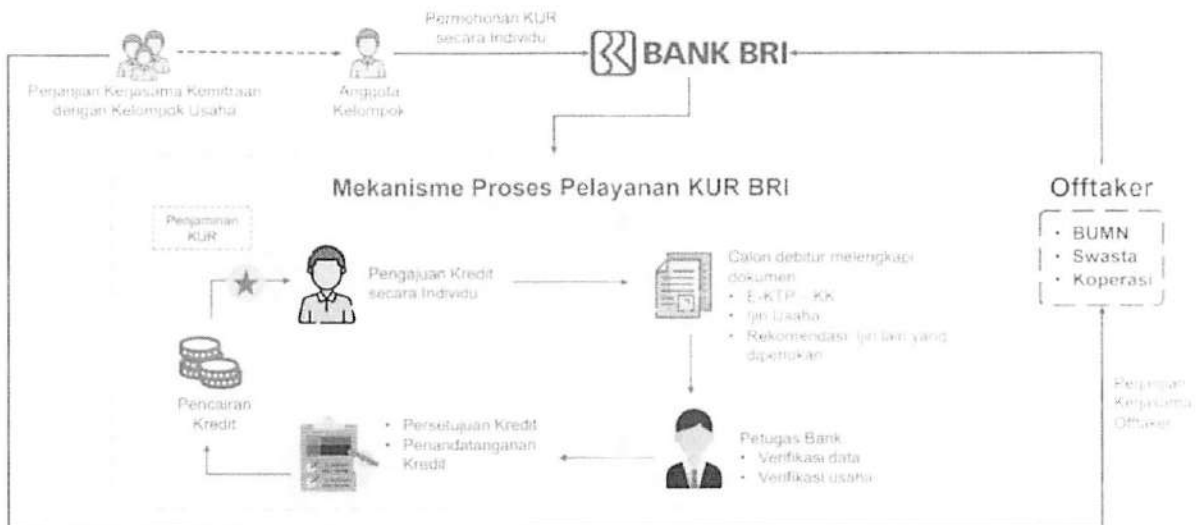 Permohonan KUR
secara Individu
BANK BRI
Perjanjian Kerjasama Kemitraan
dengan Kelompok Usaha
Anggota
Kelompok
Mekanisme Proses Pelayanan KUR BRI
Offtaker
• BUMN
• Swasta
• Koperasi
Penjaminan
KUR
Pengajuan Kredit
secara Individu
Calon debitur melengkapi
dokumen
• E-KTP – KK
• Ijin Usaha
• Rekomendasi Ijin lain yang
diperlukan
Pencairan
Kredit
• Persetujuan Kredit
• Penandatanganan
Kredit
Petugas Bank
• Verifikasi data
• Verifikasi usaha
Perjanjian
Kerjasama
Offtaker